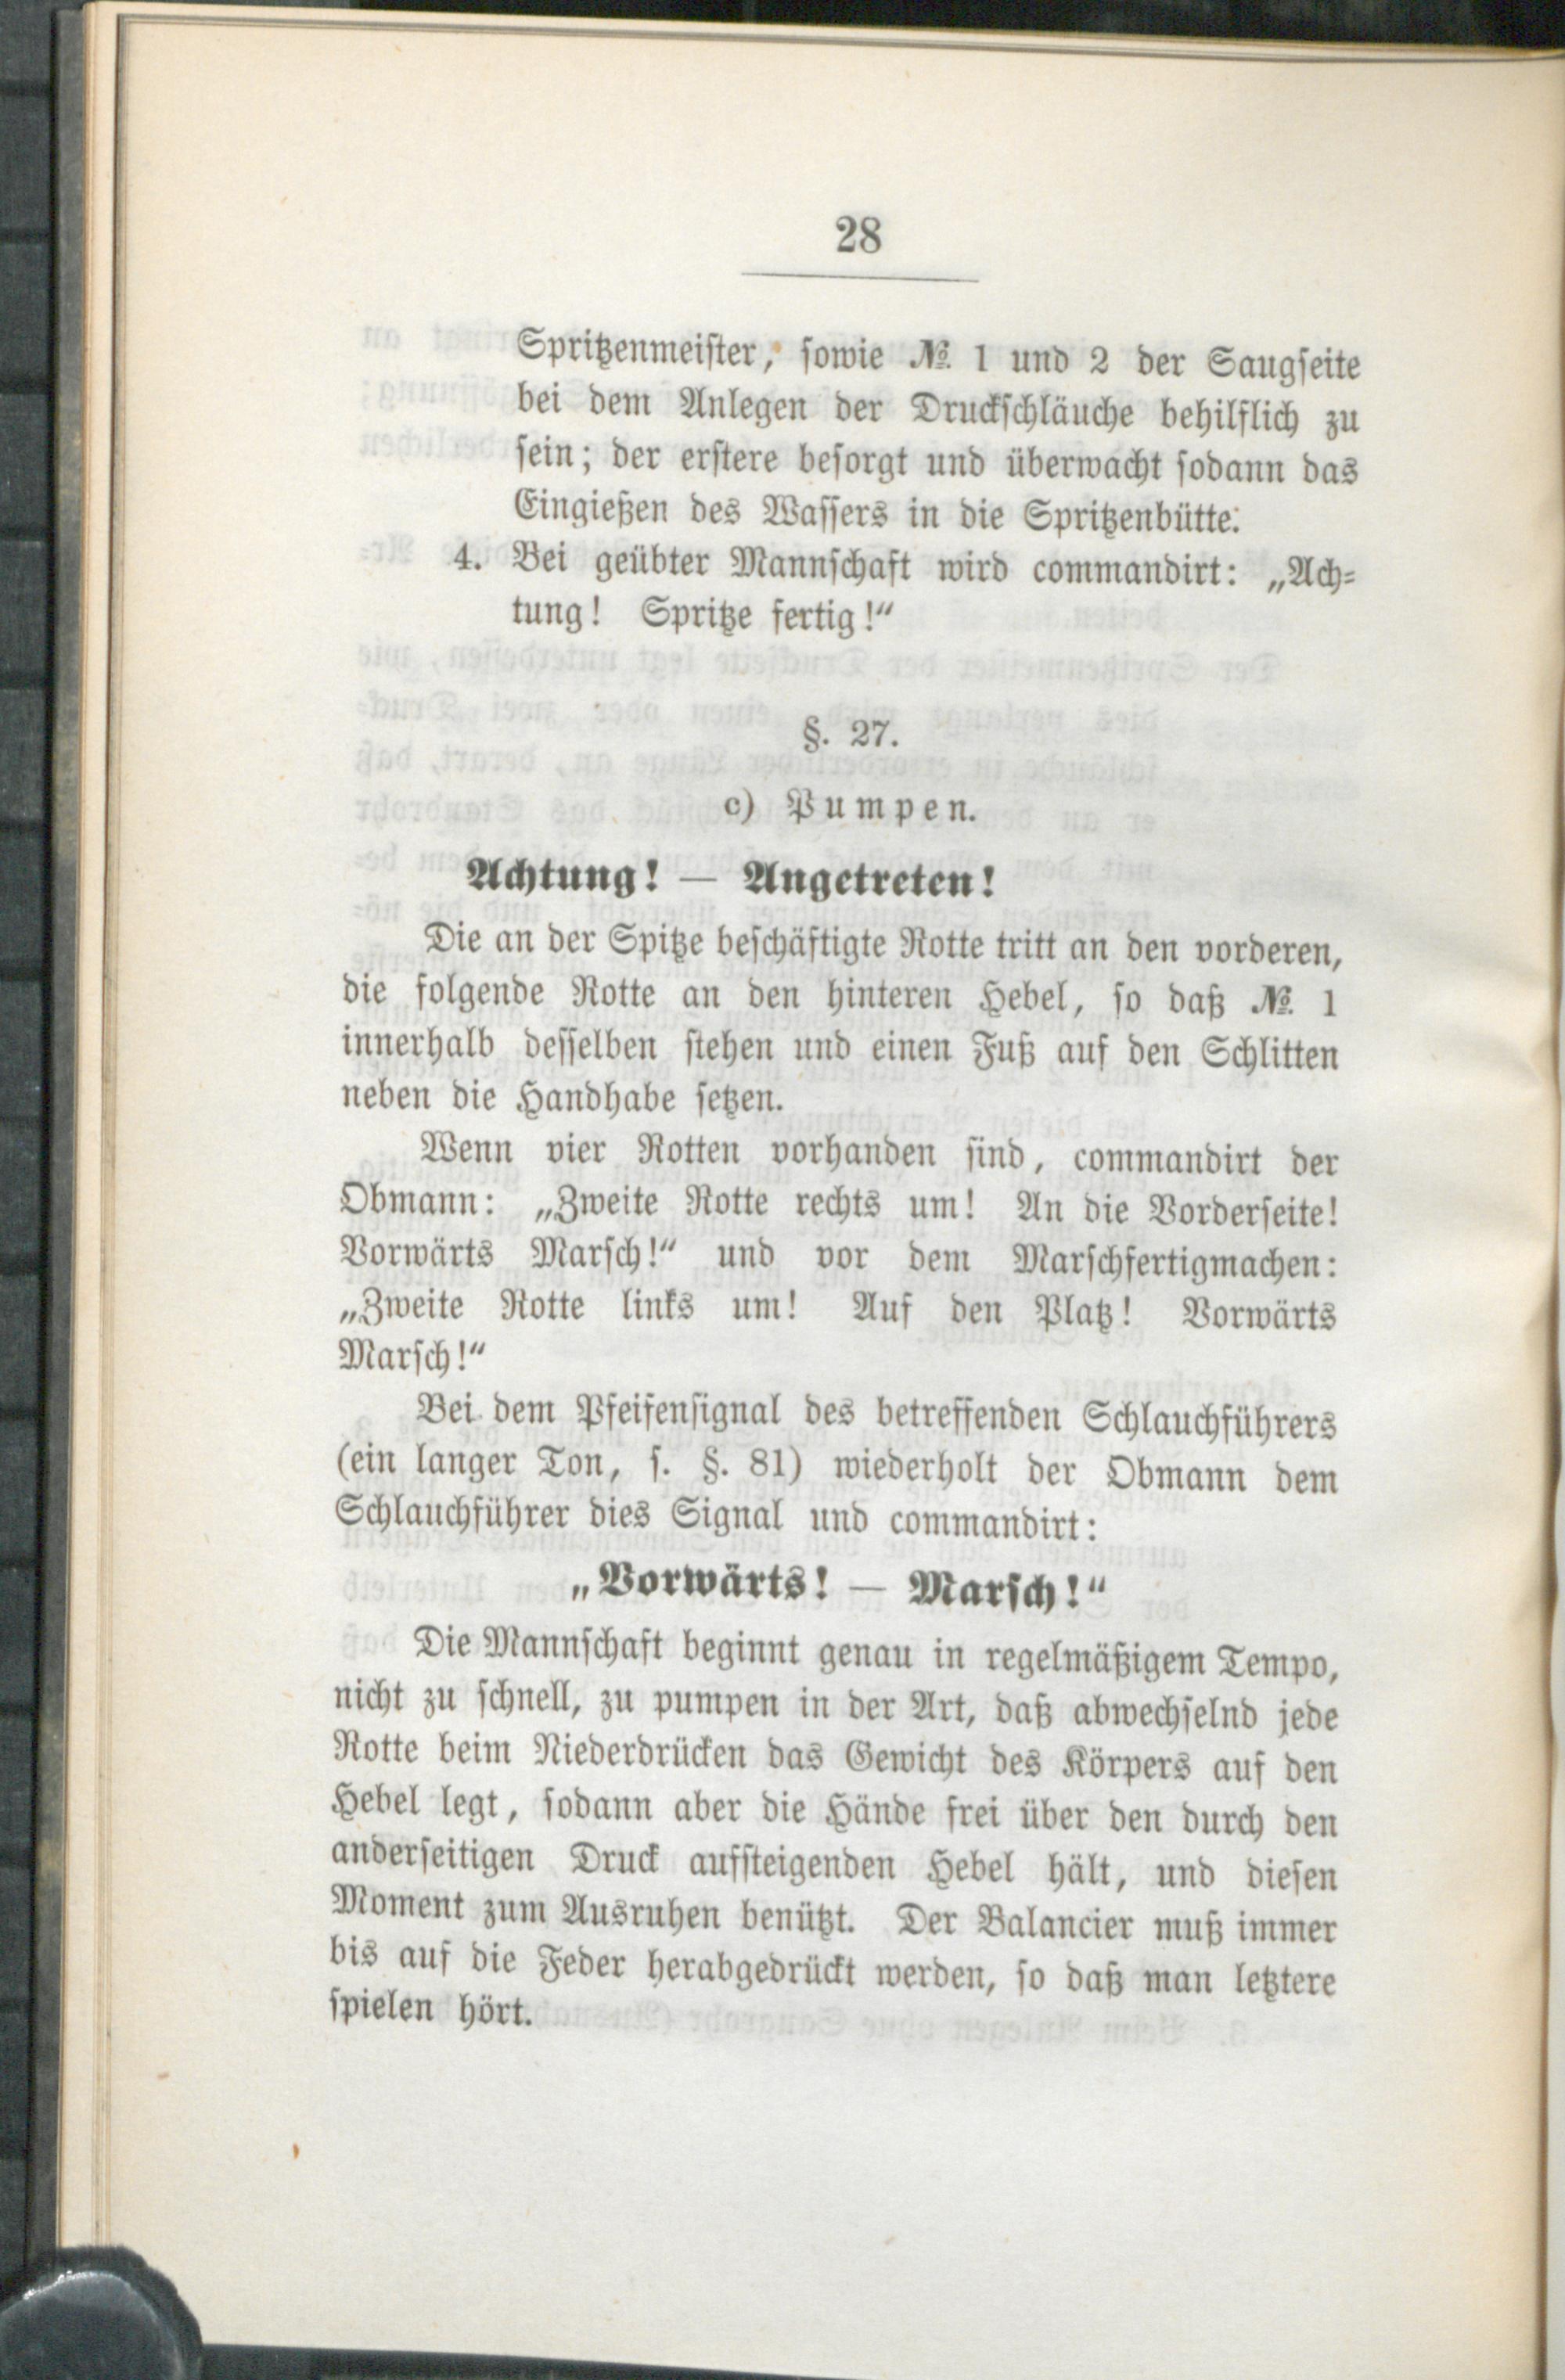 28
Spritzenmeister, sowie № 1 und 2 der Saugseite
bei dem Anlegen der Druckschläuche behilflich zu
sein; der erstere besorgt und überwacht sodann das
Eingießen des Wassers in die Spritzenbütte.
4. Bei geübter Mannschaft wird commandirt: „Ach-
tung! Spritze fertig!“
§. 27.
c) Pumpen.
Achtung! — Angetreten!
Die an der Spitze beschäftigte Rotte tritt an den vorderen,
die folgende Rotte an den hinteren Hebel, so daß № 1
innerhalb desselben stehen und einen Fuß auf den Schlitten
neben die Handhabe setzen.
Wenn vier Rotten vorhanden sind, commandirt der
Obmann: „Zweite Rotte rechts um! An die Vorderseite!
Vorwärts Marsch!“ und vor dem Marschfertigmachen:
„Zweite Rotte links um! Auf den Platz! Vorwärts
Marsch!“
Bei dem Pfeifensignal des betreffenden Schlauchführers
(ein langer Ton, s. §. 81) wiederholt der Obmann dem
Schlauchführer dies Signal und commandirt:
„Vorwärts! — Marsch!“
Die Mannschaft beginnt genau in regelmäßigem Tempo,
nicht zu schnell, zu pumpen in der Art, daß abwechselnd jede
Rotte beim Niederdrücken das Gewicht des Körpers auf den
Hebel legt, sodann aber die Hände frei über den durch den
anderseitigen Druck aufsteigenden Hebel hält, und diesen
Moment zum Ausruhen benützt. Der Balancier muß immer
bis auf die Feder herabgedrückt werden, so daß man letztere
spielen hört.